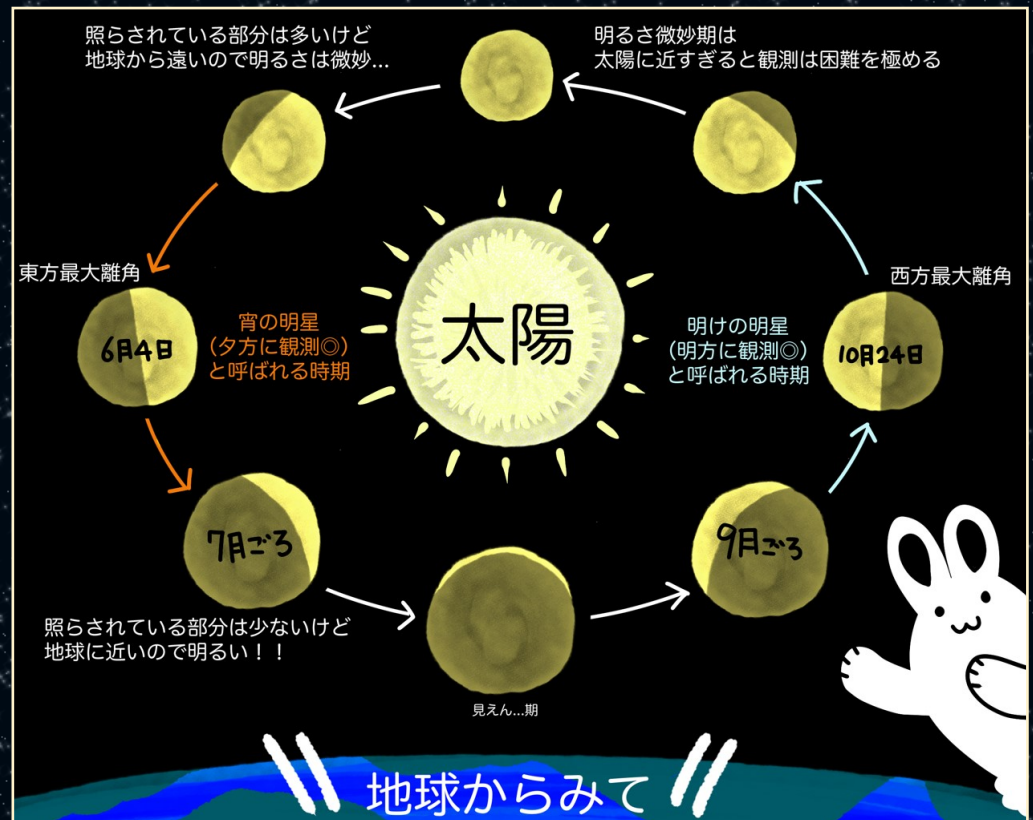 照らされている部分は多いけど
地球から遠いので明るさは微妙…
明るさ微妙期は
太陽に近すぎると観測は困難を極める
東方最大離角
西方最大離角
6月4日
宵の明星
(夕方に観測◎)
と呼ばれる時期
太陽
明けの明星
(明方に観測◎)
と呼ばれる時期
10月24日
7月ごろ
9月ごろ
照らされている部分は少ないけど
地球に近いので明るい！！
見えん…期
地球からみて